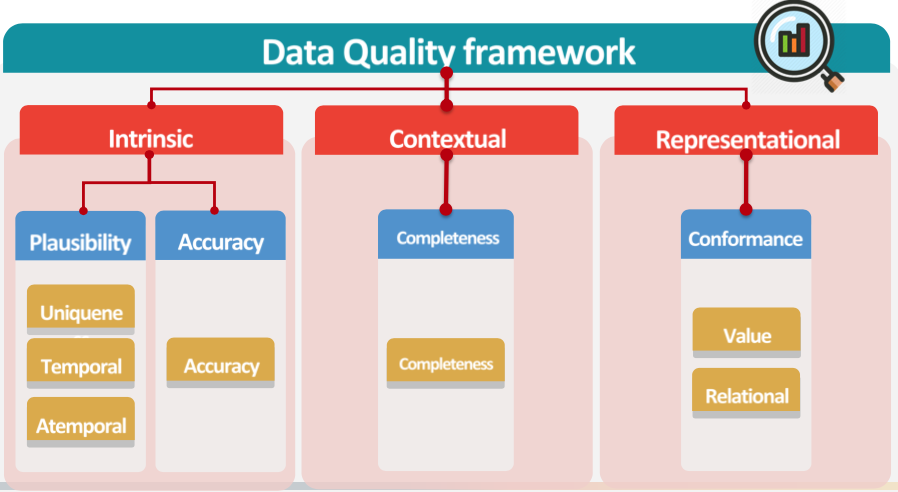 Data Quality framework
Intrinsic
Contextual
Representational
Plausibility
Accuracy
Completeness
Conformance
Uniquene
Temporal
Atemporal
Accuracy
Completeness
Value
Relational